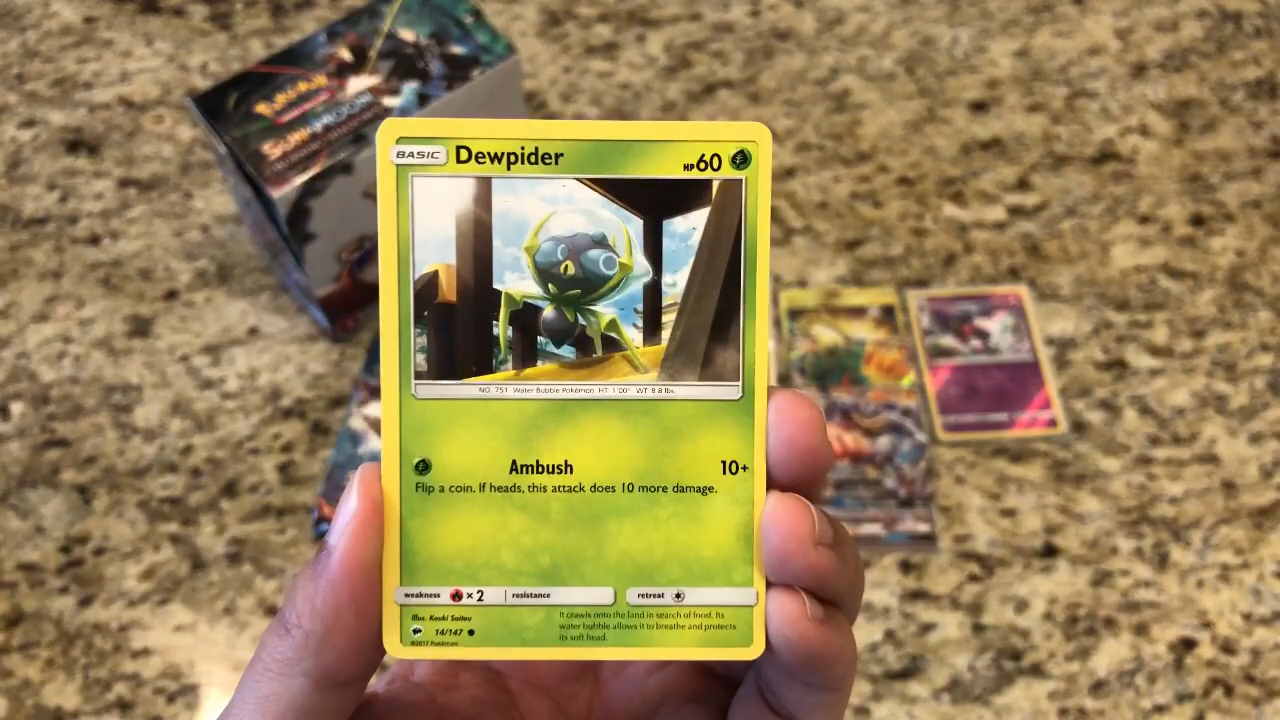 Pokémon
SUN & MOON
BASIC Dewpider HP60
NO. 751 Water Bubble Pokémon HT: 1'00" WT: 8.8 lbs.
Ambush 10+
Flip a coin. If heads, this attack does 10 more damage.
weakness ×2 resistance retreat
Illus. Kouki Saitou
14/147
©2017 Pokémon
It crawls onto the land in search of food. Its
water bubble allows it to breathe and protects
its soft head.